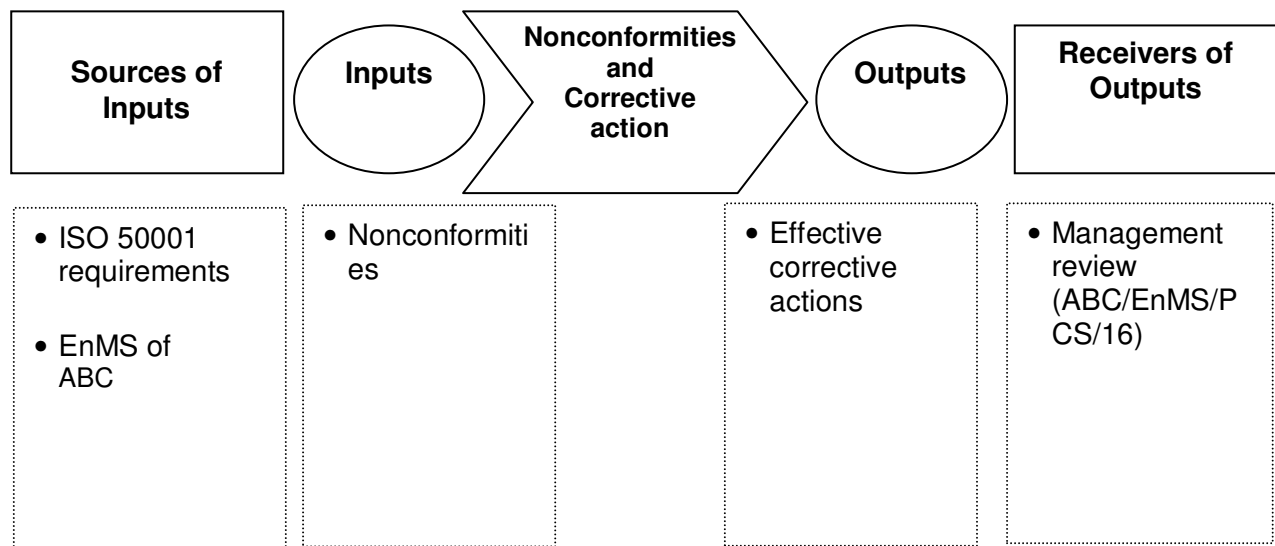 Sources of
Inputs
Inputs
Nonconformities
and
Corrective
action
Outputs
Receivers of
Outputs
• ISO 50001
requirements
• EnMS of
ABC
• Nonconformiti
es
• Effective
corrective
actions
• Management
review
(ABC/EnMS/P
CS/16)